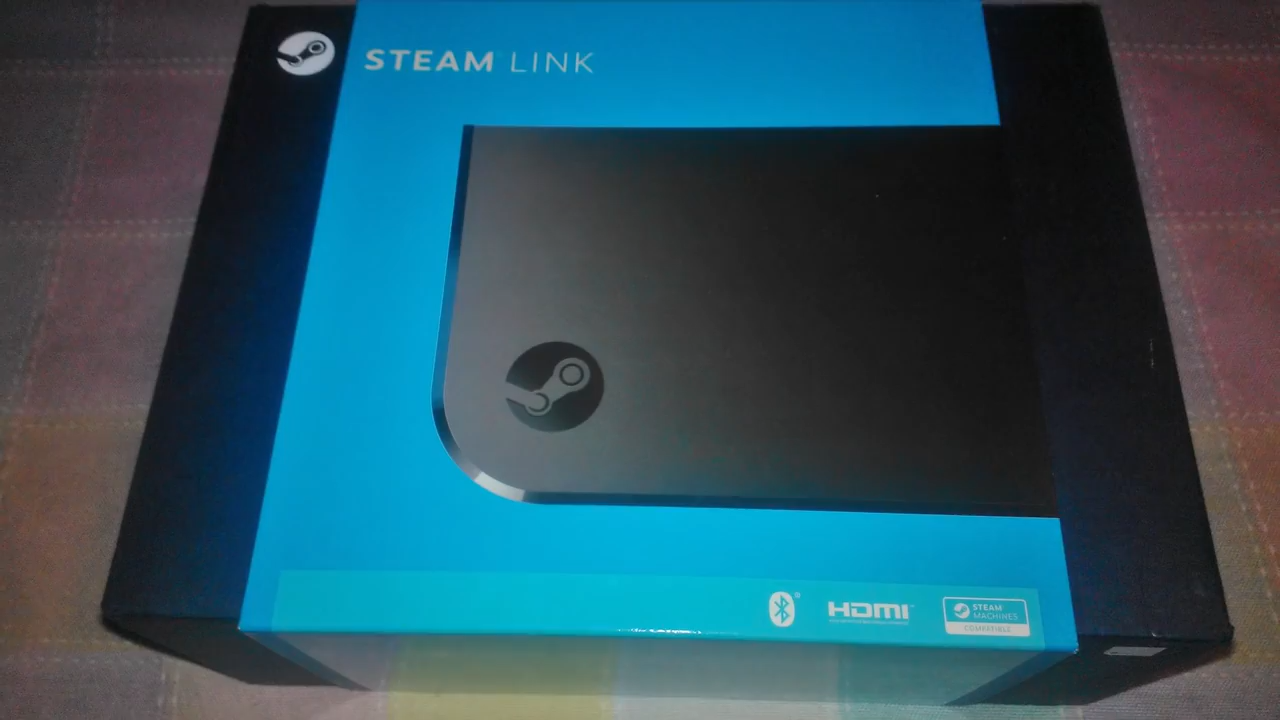 STEAM LINK
HDMI
STEAM
MACHINES
COMPATIBLE